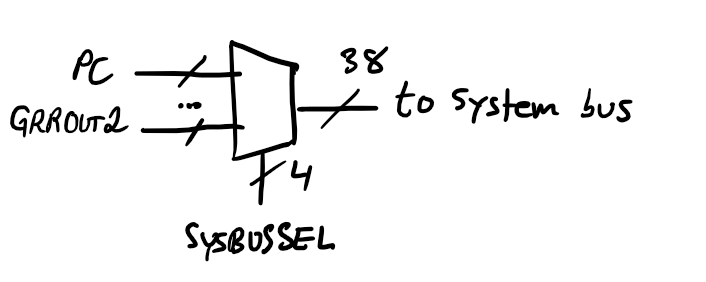 PC
38
...
GRROUT2
to system bus
4
SYSBUSSEL